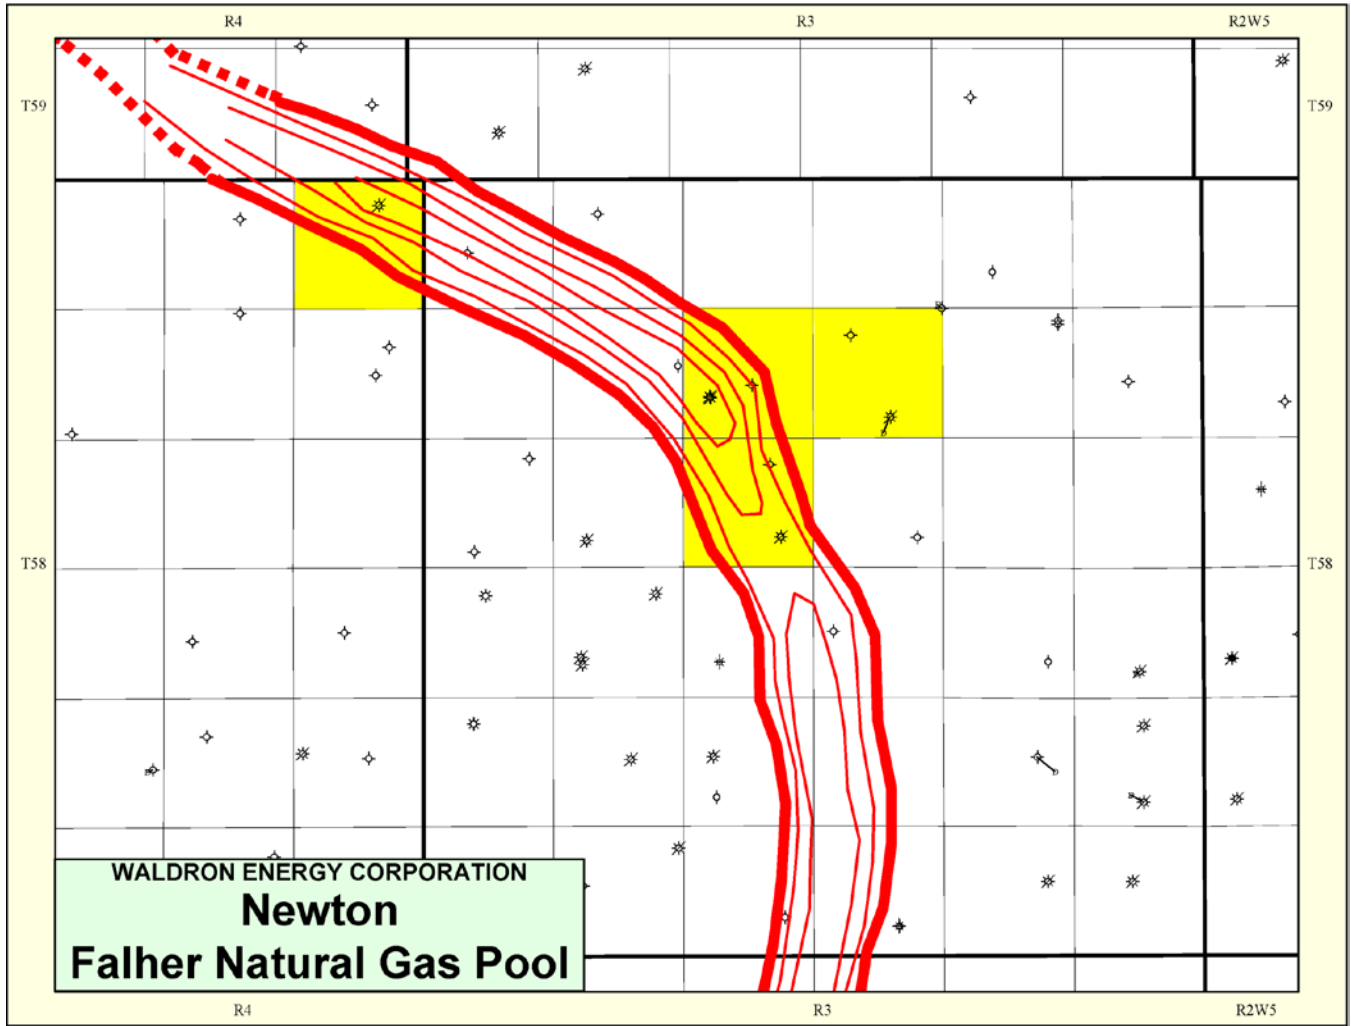 R4 R3 R2W5
T59 T59
T58 T58
WALDRON ENERGY CORPORATION
Newton
Falher Natural Gas Pool
R4 R3 R2W5